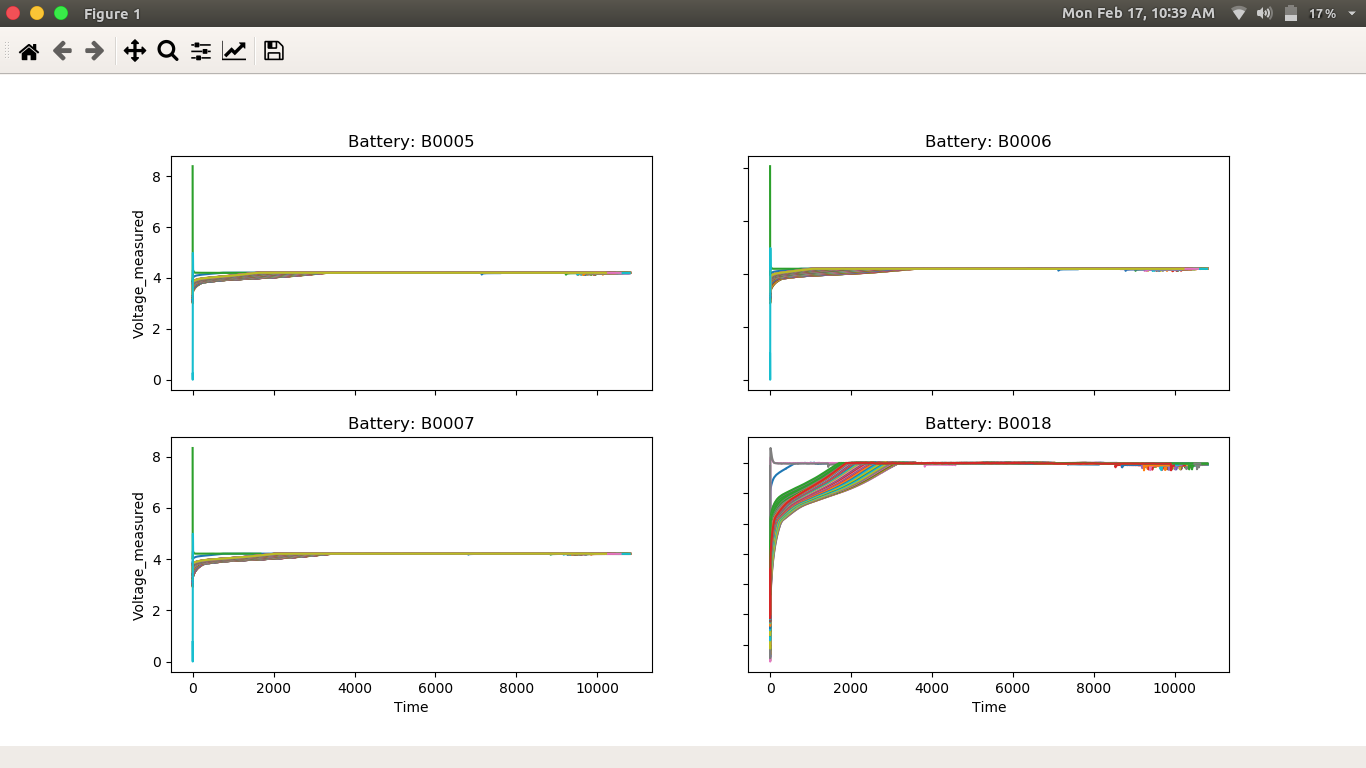 Figure 1
Mon Feb 17, 10:39 AM 17%
Battery: B0005
Battery: B0006
8
6
4
2
0
Voltage_measured
Battery: B0007
Battery: B0018
8
6
4
2
0
Voltage_measured
0 2000 4000 6000 8000 10000
0 2000 4000 6000 8000 10000
Time
Time